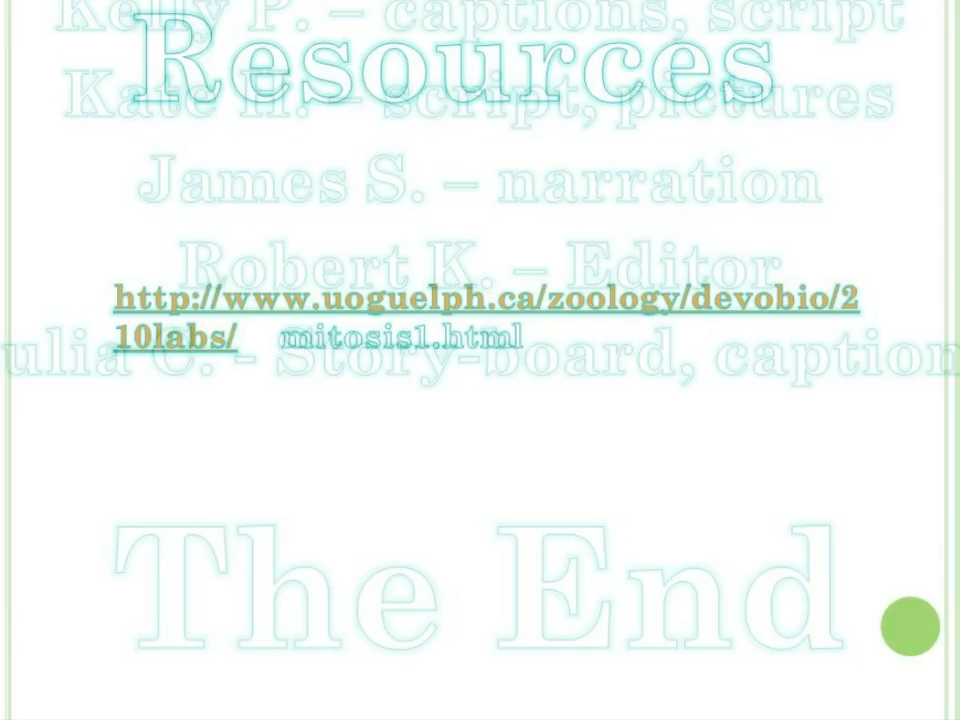 Kelly P. – captions, script
Resources
Kate H. – script, pictures
James S. – narration
Robert K. – Editor
http://www.uoguelph.ca/zoology/devobio/2
10labs/ mitosis1.html
ulia C. - Story-board, caption
The End